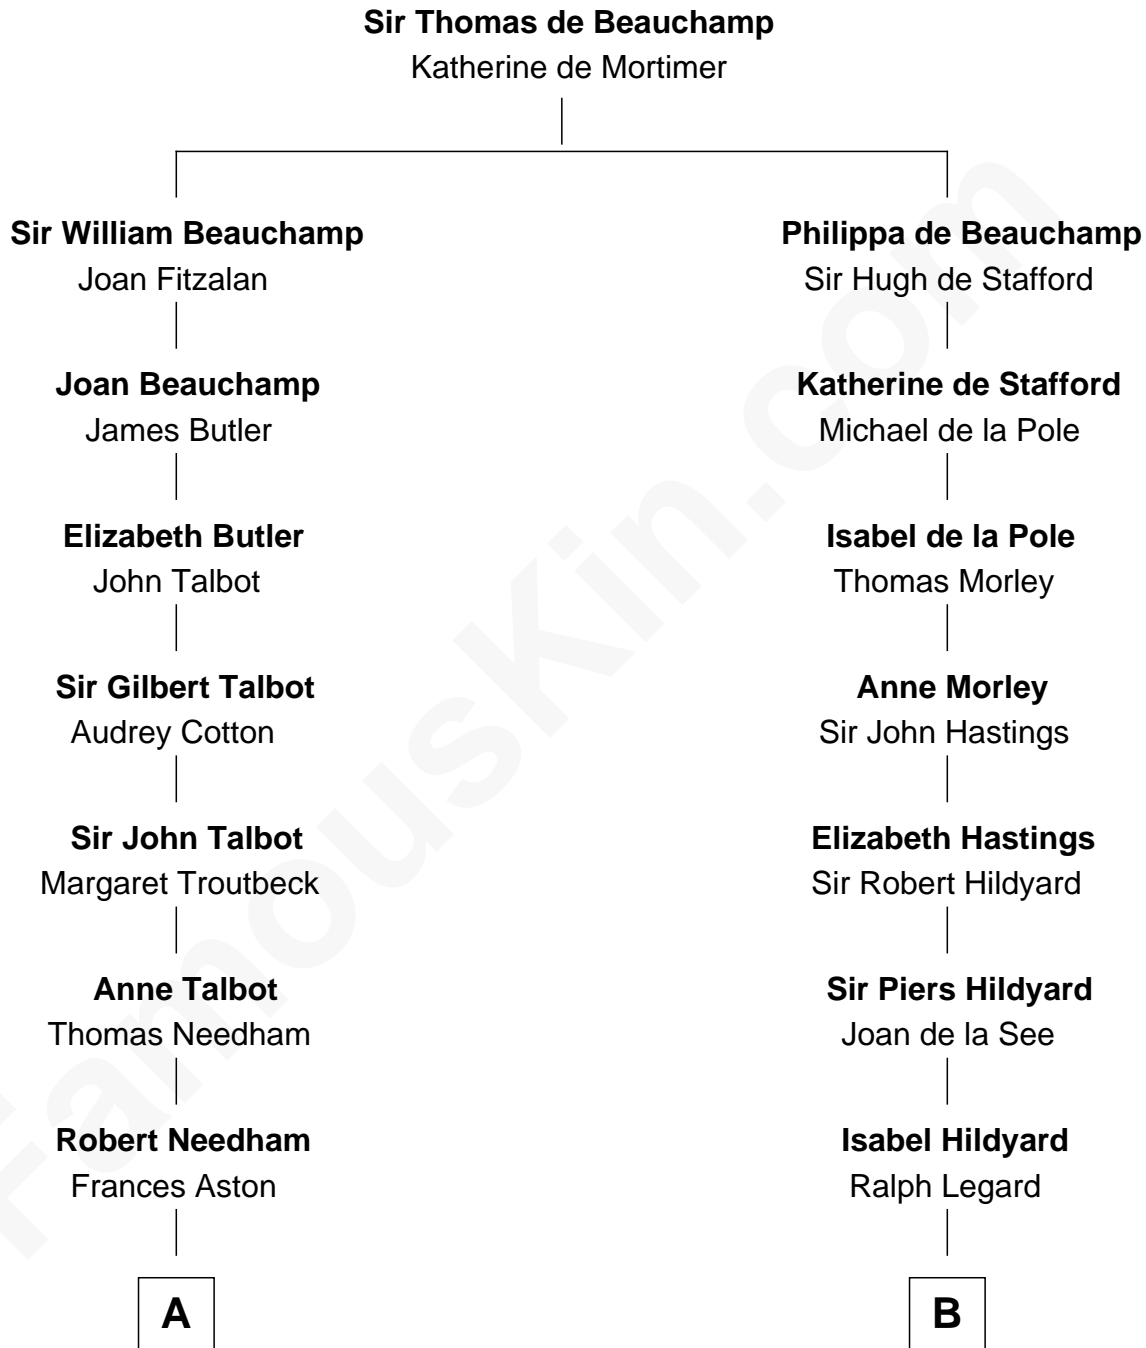 Sir Thomas de Beauchamp
Katherine de Mortimer
Sir William Beauchamp
Joan Fitzalan
Philippa de Beauchamp
Sir Hugh de Stafford
Joan Beauchamp
James Butler
Katherine de Stafford
Michael de la Pole
Elizabeth Butler
John Talbot
Isabel de la Pole
Thomas Morley
Sir Gilbert Talbot
Audrey Cotton
Anne Morley
Sir John Hastings
Sir John Talbot
Margaret Troutbeck
Elizabeth Hastings
Sir Robert Hildyard
Anne Talbot
Thomas Needham
Sir Piers Hildyard
Joan de la See
Robert Needham
Frances Aston
Isabel Hildyard
Ralph Legard
A
B
FamousKin.com